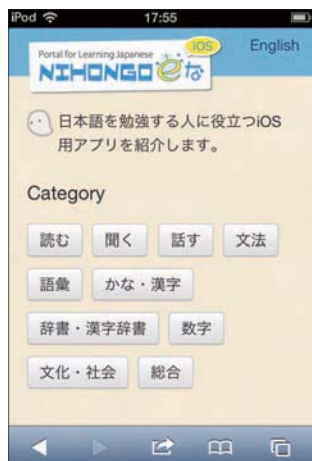 iPod 17:55
Portal for Learning Japanese iOS English
NIHONGO eな
日本語を勉強する人に役立つiOS
用アプリを紹介します。
Category
読む 聞く 話す 文法
語彙 かな・漢字
辞書・漢字辞書 数字
文化・社会 総合